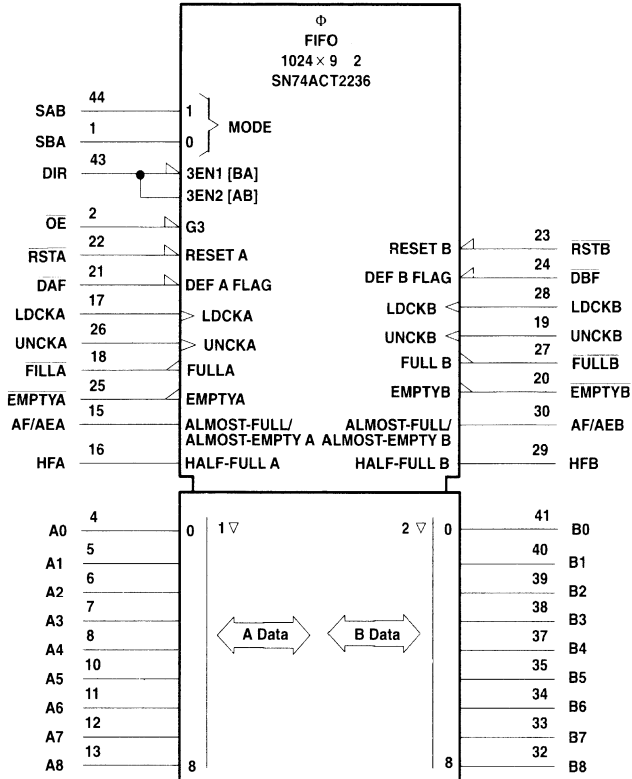 Φ
FIFO
1024 × 9 2
SN74ACT2236
SAB 44 1
SBA 1 0
MODE
DIR 43 3EN1 [BA]
3EN2 [AB]
OE 2 G3
RSTA 22 RESET A
RESET B 23 RSTB
DAF 21 DEF A FLAG
DEF B FLAG 24 DBF
LDCKA 17 LDCKA
LDCKB 28 LDCKB
UNCKA 26 UNCKA
UNCKB 19 UNCKB
FILLA 18 FULLA
FULL B 27 FULLB
EMPTYA 25 EMPTYA
EMPTYB 20 EMPTYB
AF/AEA 15 ALMOST-FULL/
ALMOST-EMPTY A
ALMOST-FULL/ 30 AF/AEB
ALMOST-EMPTY B
HFA 16 HALF-FULL A
HALF-FULL B 29 HFB
A0 4 0 1 ▽
2 ▽ 0 41 B0
A1 5
40 B1
A2 6
39 B2
A3 7
38 B3
A Data
B Data
A4 8
37 B4
A5 10
35 B5
A6 11
34 B6
A7 12
33 B7
A8 13 8
8 32 B8